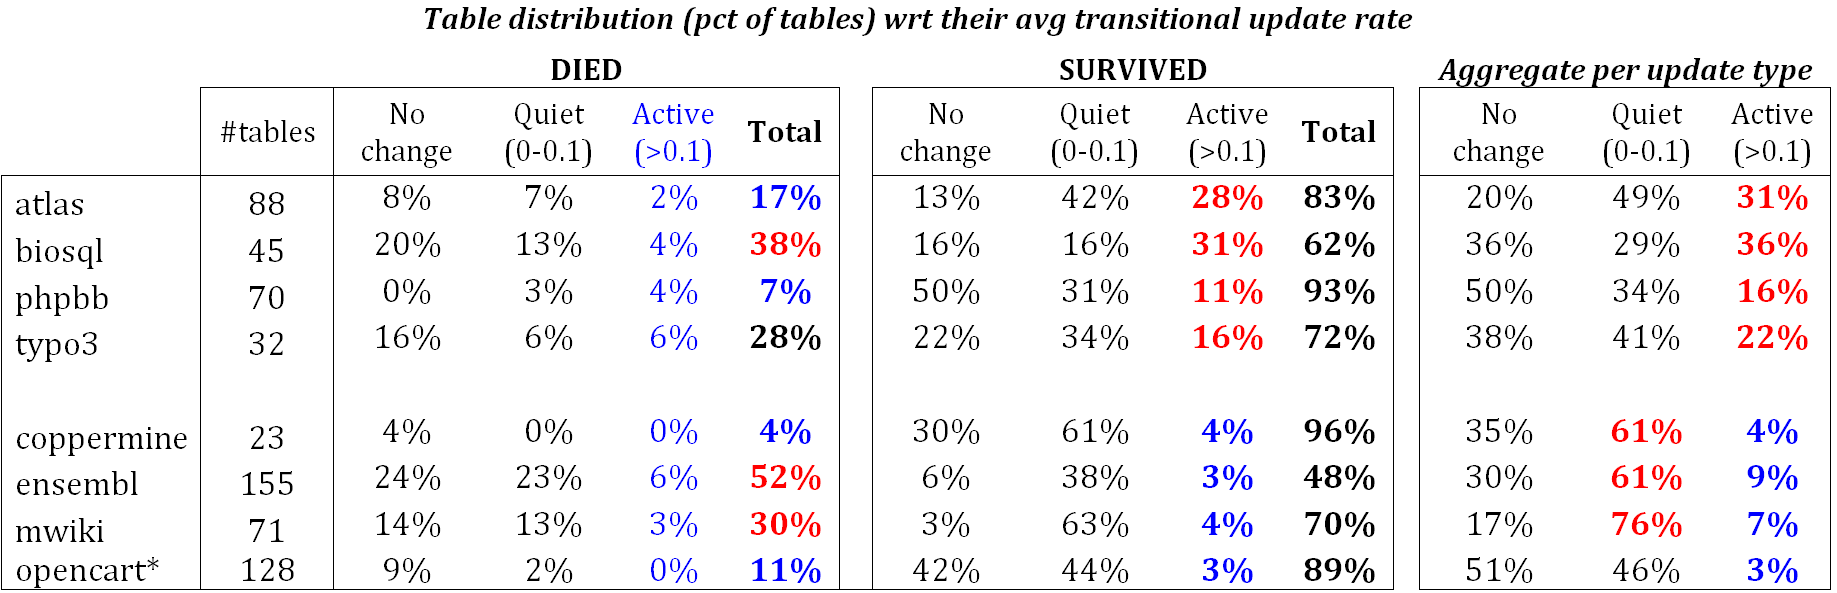 Table distribution (pct of tables) wrt their avg transitional update rate
DIED SURVIVED Aggregate per update type
#tables No change Quiet (0-0.1) Active (>0.1) Total No change Quiet (0-0.1) Active (>0.1) Total No change Quiet (0-0.1) Active (>0.1)
atlas 88 8% 7% 2% 17% 13% 42% 28% 83% 20% 49% 31%
biosql 45 20% 13% 4% 38% 16% 16% 31% 62% 36% 29% 36%
phpbb 70 0% 3% 4% 7% 50% 31% 11% 93% 50% 34% 16%
typo3 32 16% 6% 6% 28% 22% 34% 16% 72% 38% 41% 22%
coppermine 23 4% 0% 0% 4% 30% 61% 4% 96% 35% 61% 4%
ensembl 155 24% 23% 6% 52% 6% 38% 3% 48% 30% 61% 9%
mwiki 71 14% 13% 3% 30% 3% 63% 4% 70% 17% 76% 7%
opencart* 128 9% 2% 0% 11% 42% 44% 3% 89% 51% 46% 3%